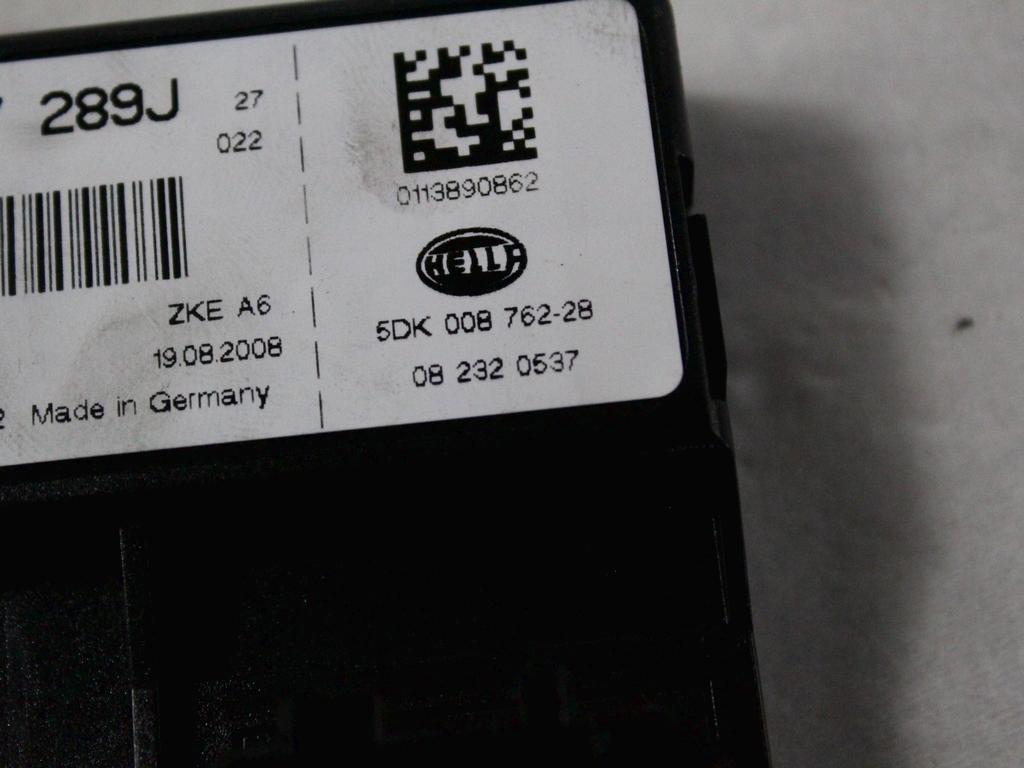 289J 27
022
ZKE A6
19.08.2008
2 Made in Germany
0113890862
HELLA
5DK 008 762-28
08 232 0537